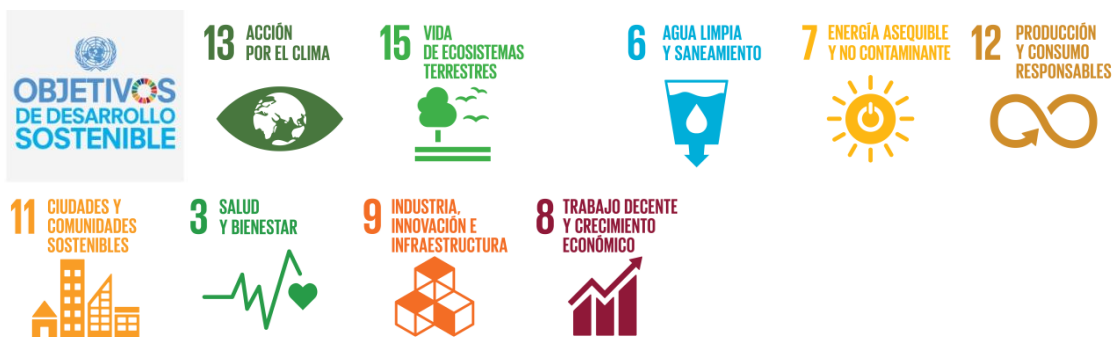 OBJETIVOS
DE DESARROLLO
SOSTENIBLE
13 ACCIÓN
POR EL CLIMA
15 VIDA
DE ECOSISTEMAS
TERRESTRES
6 AGUA LIMPIA
Y SANEAMIENTO
7 ENERGÍA ASEQUIBLE
Y NO CONTAMINANTE
12 PRODUCCIÓN
Y CONSUMO
RESPONSABLES
11 CIUDADES Y
COMUNIDADES
SOSTENIBLES
3 SALUD
Y BIENESTAR
9 INDUSTRIA,
INNOVACIÓN E
INFRAESTRUCTURA
8 TRABAJO DECENTE
Y CRECIMIENTO
ECONÓMICO